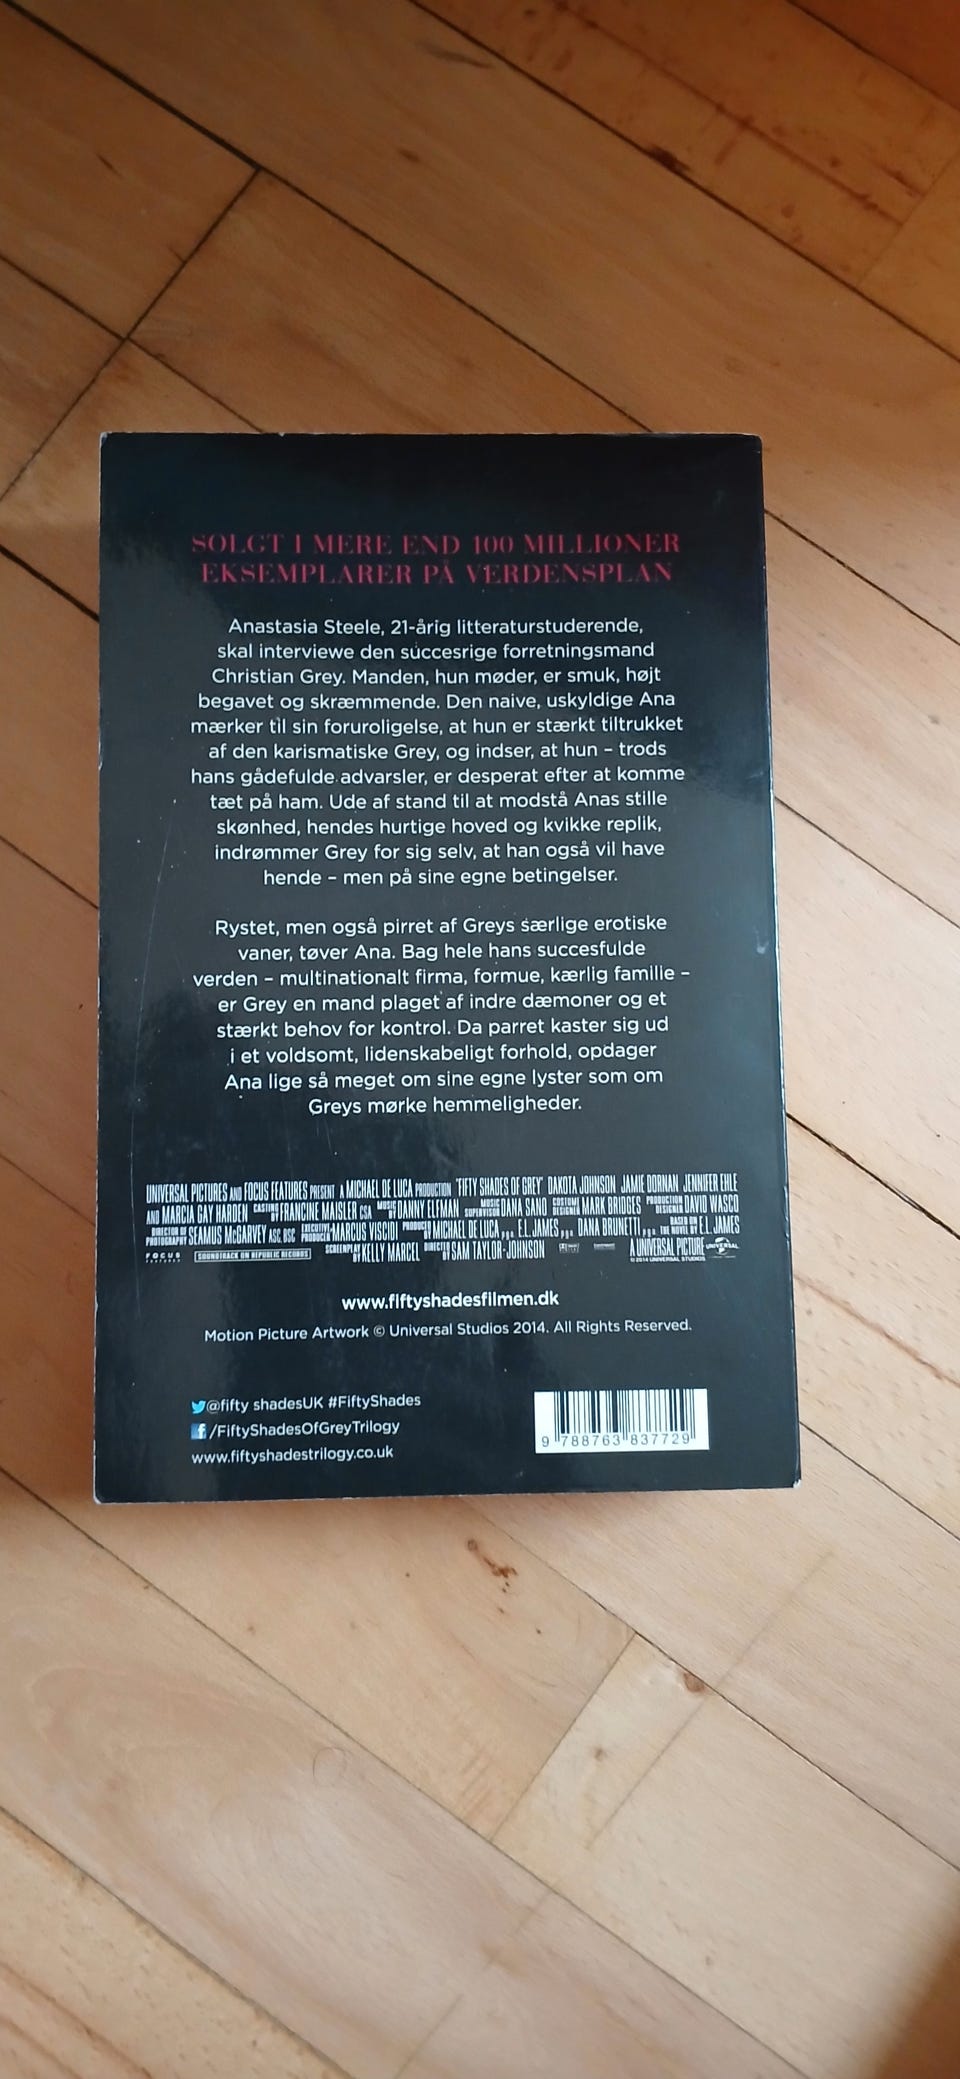 SOLGT I MERE END 100 MILLIONER
EKSEMPLARER PÅ VERDENSPLAN
Anastasia Steele, 21-årig litteraturstuderende,
skal interviewe den succesrige forretningsmand
Christian Grey. Manden, hun møder, er smuk, højt
begavet og skræmmende. Den naive, uskyldige Ana
mærker til sin foruroligelse, at hun er stærkt tiltrukket
af den karismatiske Grey, og indser, at hun – trods
hans gådefulde advarsler, er desperat efter at komme
tæt på ham. Ude af stand til at modstå Anas stille
skønhed, hendes hurtige hoved og kvikke replik,
indrømmer Grey for sig selv, at han også vil have
hende – men på sine egne betingelser.
Rystet, men også pirret af Greys særlige erotiske
vaner, tøver Ana. Bag hele hans succesfulde
verden – multinationalt firma, formue, kærlig familie –
er Grey en mand plaget af indre dæmoner og et
stærkt behov for kontrol. Da parret kaster sig ud
i et voldsomt, lidenskabeligt forhold, opdager
Ana lige så meget om sine egne lyster som om
Greys mørke hemmeligheder.
UNIVERSAL PICTURES AND FOCUS FEATURES PRESENT A MICHAEL DE LUCA PRODUCTION "FIFTY SHADES OF GREY" DAKOTA JOHNSON JAMIE DORNAN JENNIFER EHLE
AND MARCIA GAY HARDEN CASTING BY FRANCINE MAISLER CSA MUSIC BY DANNY ELFMAN MUSIC SUPERVISOR DANA SANO COSTUME DESIGNER MARK BRIDGES PRODUCTION DESIGNER DAVID WASCO
DIRECTOR OF PHOTOGRAPHY SEAMUS McGARVEY ASC, BSC EXECUTIVE PRODUCER MARCUS VISCIDI PRODUCED BY MICHAEL DE LUCA p.g.a. E L JAMES p.g.a. DANA BRUNETTI p.g.a. BASED ON THE NOVEL BY E L JAMES
FOCUS FEATURES SOUNDTRACK ON REPUBLIC RECORDS SCREENPLAY BY KELLY MARCEL DIRECTED BY SAM TAYLOR-JOHNSON A UNIVERSAL PICTURE UNIVERSAL
© 2014 UNIVERSAL STUDIOS
www.fiftyshadesfilmen.dk
Motion Picture Artwork © Universal Studios 2014. All Rights Reserved.
@fifty shadesUK #FiftyShades
/FiftyShadesOfGreyTrilogy
www.fiftyshadestrilogy.co.uk
9 788763 837729